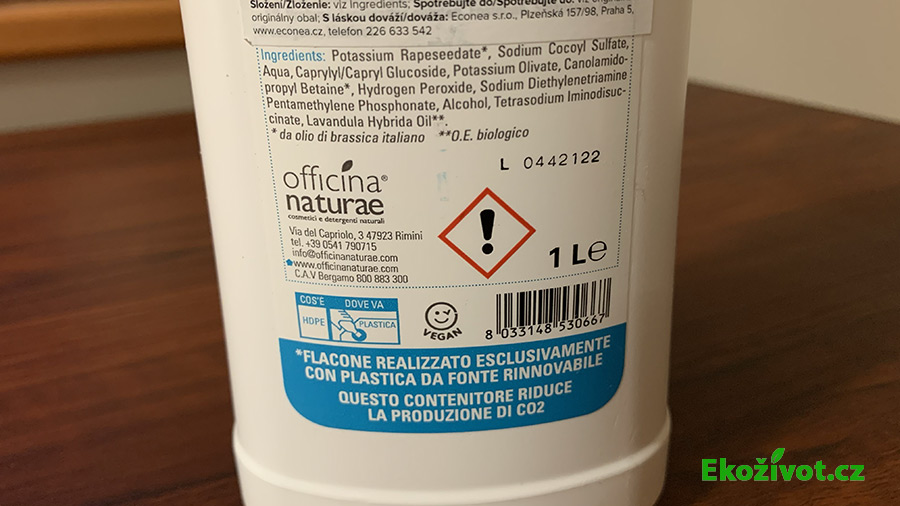 Složení/Zloženie: viz Ingredients; Spotřebujte do/Spotrebujte do: viz
originální obal; S láskou dováží/dováža: Econea s.r.o., Plzeňská 157/98, Praha 5,
www.econea.cz, telefon 226 633 542
Ingredients: Potassium Rapeseedate*, Sodium Cocoyl Sulfate,
Aqua, Caprylyl/Capryl Glucoside, Potassium Olivate, Canolamido-
propyl Betaine*, Hydrogen Peroxide, Sodium Diethylenetriamine
Pentamethylene Phosphonate, Alcohol, Tetrasodium Iminodisuc-
cinate, Lavandula Hybrida Oil**.
* da olio di brassica italiano **O.E. biologico
L 0442122
officina®
naturae
cosmetici e detergenti naturali
Via del Capriolo, 3 47923 Rimini
tel. +39 0541 790715
info@officinanaturae.com
www.officinanaturae.com
C.A.V Bergamo 800 883 300
1 L℮
COS'È DOVE VA
HDPE PLASTICA
VEGAN
8 033148 530667
*FLACONE REALIZZATO ESCLUSIVAMENTE
CON PLASTICA DA FONTE RINNOVABILE
QUESTO CONTENITORE RIDUCE
LA PRODUZIONE DI CO2
Ekoživot.cz